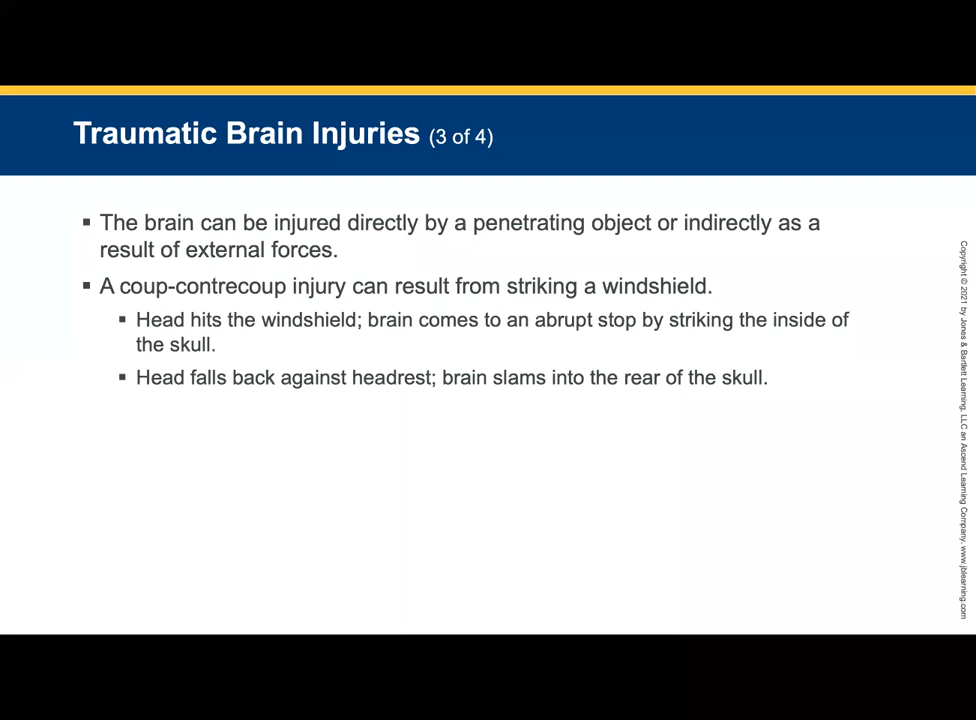 Traumatic Brain Injuries (3 of 4)
▪ The brain can be injured directly by a penetrating object or indirectly as a
result of external forces.
▪ A coup-contrecoup injury can result from striking a windshield.
▪ Head hits the windshield; brain comes to an abrupt stop by striking the inside of
the skull.
▪ Head falls back against headrest; brain slams into the rear of the skull.
Copyright © 2021 by Jones & Bartlett Learning, LLC an Ascend Learning Company. www.jblearning.com